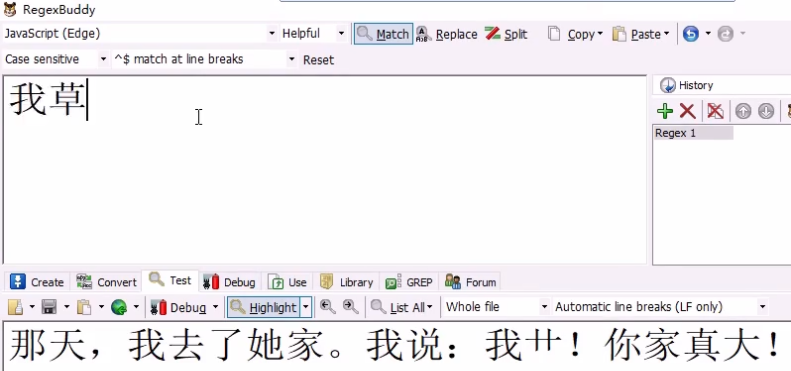 RegexBuddy
JavaScript (Edge) Helpful Match Replace Split Copy Paste
Case sensitive ^$ match at line breaks Reset
我草
History
Regex 1
Create Convert Test Debug Use Library GREP Forum
Debug Highlight List All Whole file Automatic line breaks (LF only)
那天，我去了她家。我说：我艹！你家真大！